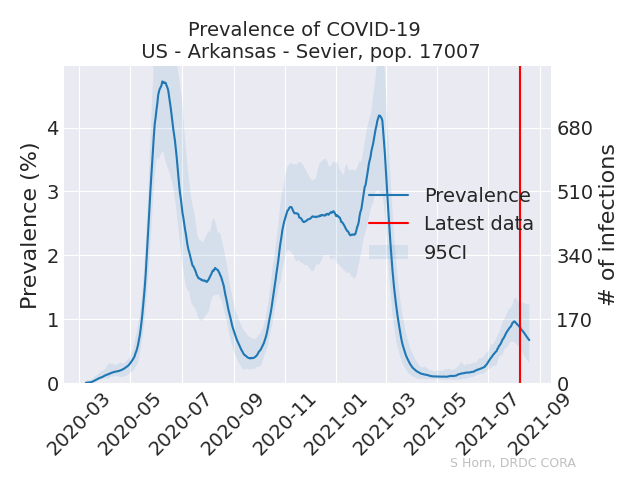 Prevalence of COVID-19
US - Arkansas - Sevier, pop. 17007
Prevalence (%)
4
3
2
1
0
680
510
340
170
0
# of infections
Prevalence
Latest data
95CI
2020-03
2020-05
2020-07
2020-09
2020-11
2021-01
2021-03
2021-05
2021-07
2021-09
S Horn, DRDC CORA